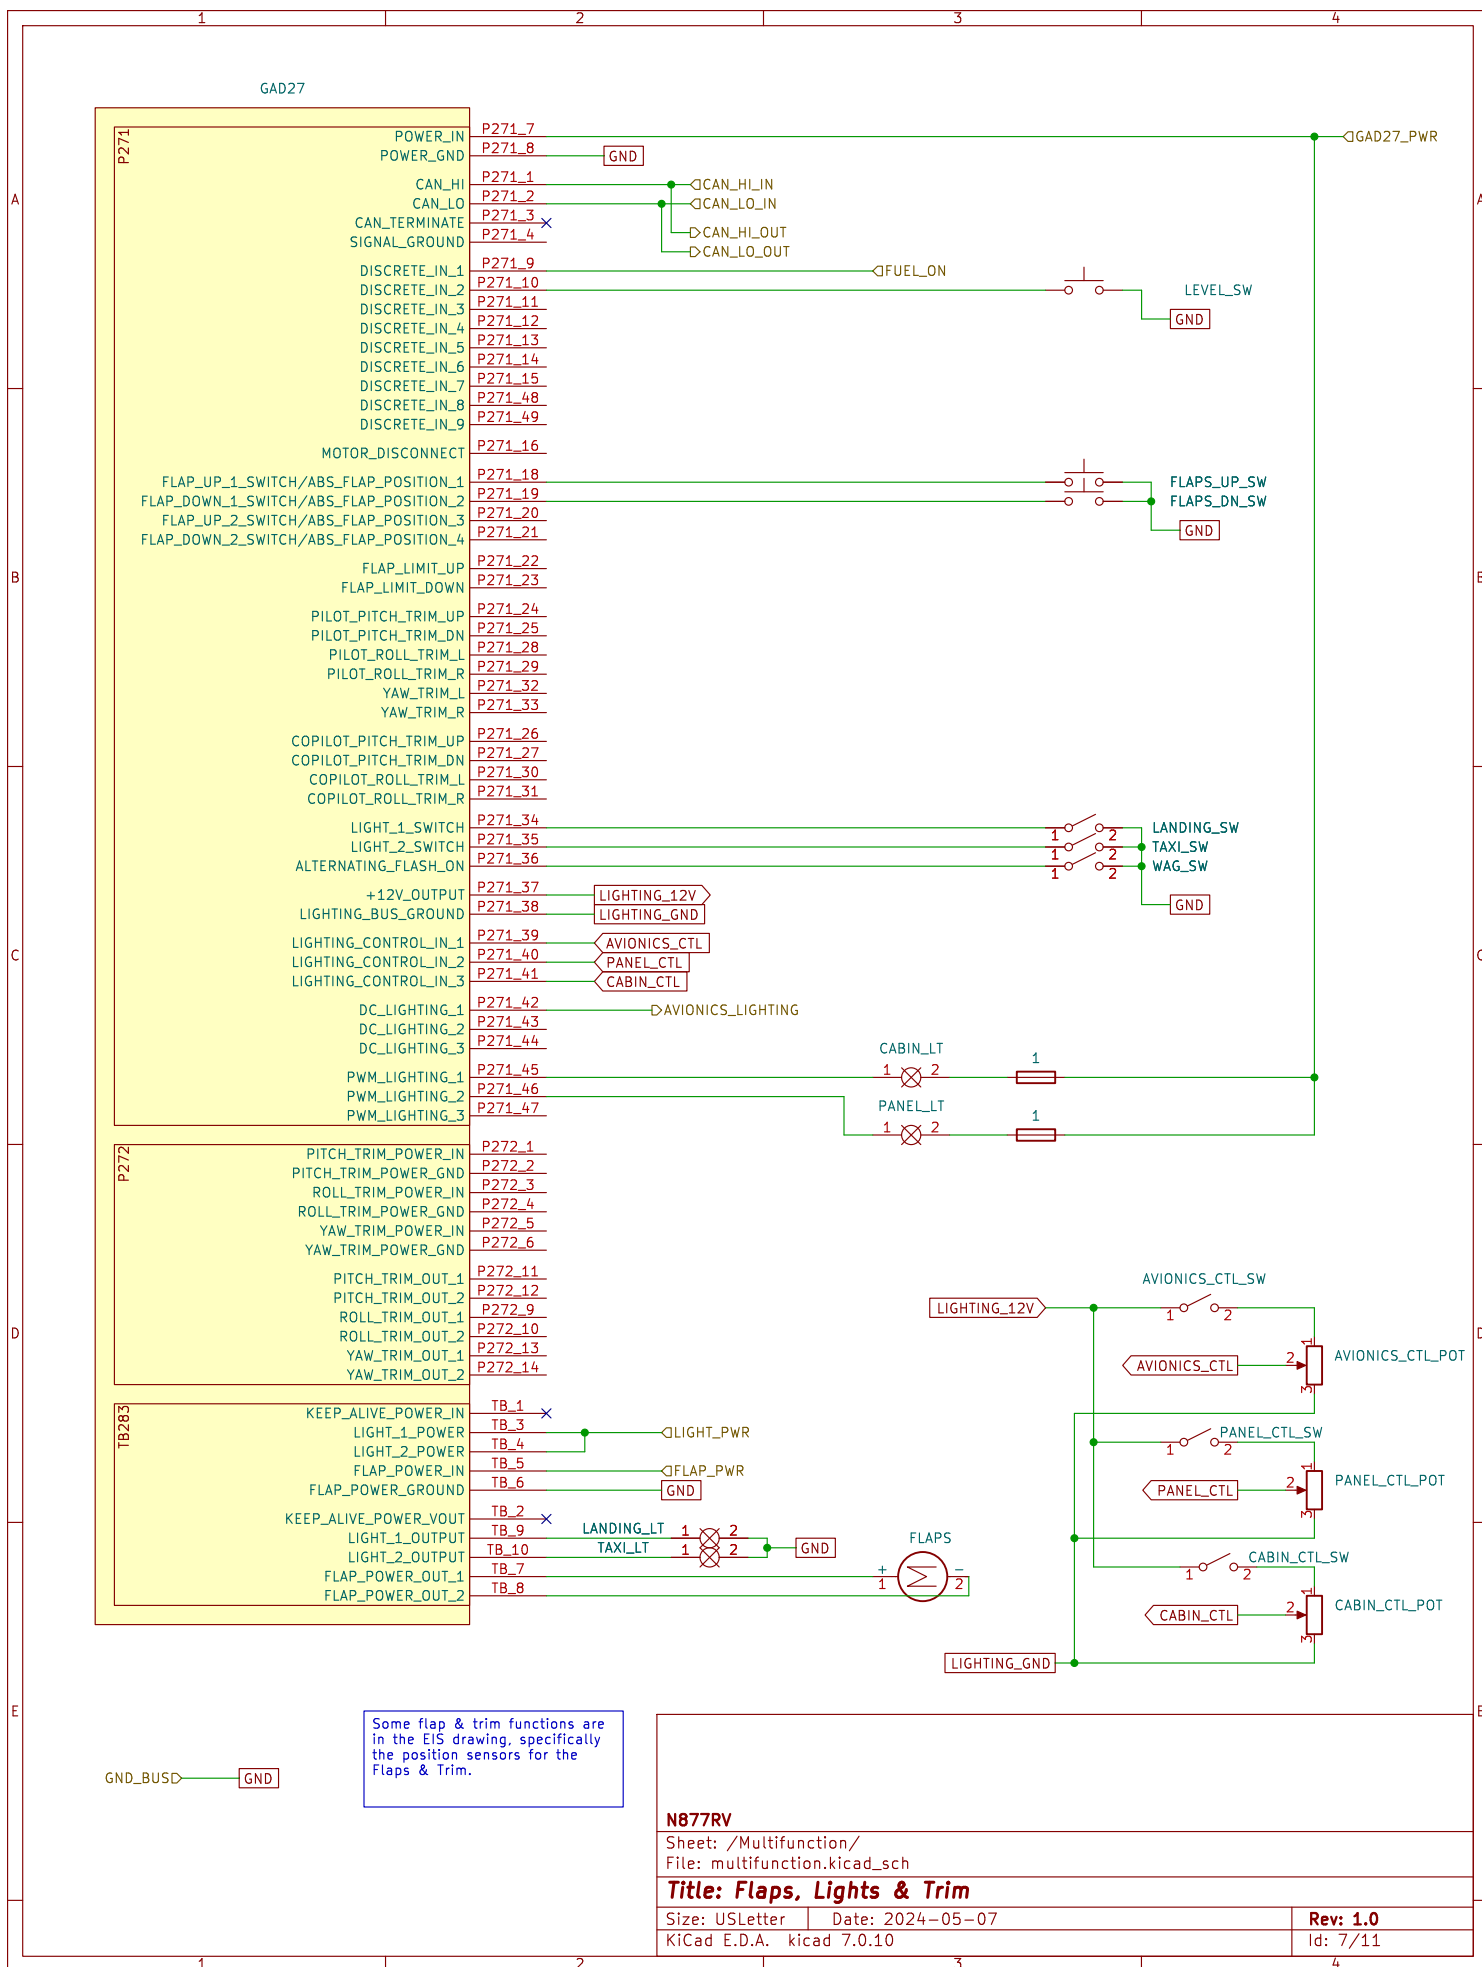 1 2 3 4
GAD27
P271
POWER_IN P271_7 GAD27_PWR
POWER_GND P271_8 GND
A A
CAN_HI P271_1 CAN_HI_IN
CAN_LO P271_2 CAN_LO_IN
CAN_TERMINATE P271_3
CAN_HI_OUT
SIGNAL_GROUND P271_4
CAN_LO_OUT
DISCRETE_IN_1 P271_9 FUEL_ON
DISCRETE_IN_2 P271_10 LEVEL_SW
DISCRETE_IN_3 P271_11
GND
DISCRETE_IN_4 P271_12
DISCRETE_IN_5 P271_13
DISCRETE_IN_6 P271_14
DISCRETE_IN_7 P271_15
DISCRETE_IN_8 P271_48
DISCRETE_IN_9 P271_49
MOTOR_DISCONNECT P271_16
FLAP_UP_1_SWITCH/ABS_FLAP_POSITION_1 P271_18 FLAPS_UP_SW
FLAP_DOWN_1_SWITCH/ABS_FLAP_POSITION_2 P271_19 FLAPS_DN_SW
FLAP_UP_2_SWITCH/ABS_FLAP_POSITION_3 P271_20
GND
FLAP_DOWN_2_SWITCH/ABS_FLAP_POSITION_4 P271_21
FLAP_LIMIT_UP P271_22
B B
FLAP_LIMIT_DOWN P271_23
PILOT_PITCH_TRIM_UP P271_24
PILOT_PITCH_TRIM_DN P271_25
PILOT_ROLL_TRIM_L P271_28
PILOT_ROLL_TRIM_R P271_29
YAW_TRIM_L P271_32
YAW_TRIM_R P271_33
COPILOT_PITCH_TRIM_UP P271_26
COPILOT_PITCH_TRIM_DN P271_27
COPILOT_ROLL_TRIM_L P271_30
COPILOT_ROLL_TRIM_R P271_31
LIGHT_1_SWITCH P271_34 1 2 LANDING_SW
LIGHT_2_SWITCH P271_35 1 2 TAXI_SW
ALTERNATING_FLASH_ON P271_36 1 2 WAG_SW
+12V_OUTPUT P271_37 LIGHTING_12V
GND
LIGHTING_BUS_GROUND P271_38 LIGHTING_GND
LIGHTING_CONTROL_IN_1 P271_39 AVIONICS_CTL
C C
LIGHTING_CONTROL_IN_2 P271_40 PANEL_CTL
LIGHTING_CONTROL_IN_3 P271_41 CABIN_CTL
DC_LIGHTING_1 P271_42 AVIONICS_LIGHTING
DC_LIGHTING_2 P271_43
DC_LIGHTING_3 P271_44
CABIN_LT 1
PWM_LIGHTING_1 P271_45 1 2
PWM_LIGHTING_2 P271_46
PANEL_LT 1
PWM_LIGHTING_3 P271_47
1 2
P272
PITCH_TRIM_POWER_IN P272_1
PITCH_TRIM_POWER_GND P272_2
ROLL_TRIM_POWER_IN P272_3
ROLL_TRIM_POWER_GND P272_4
YAW_TRIM_POWER_IN P272_5
YAW_TRIM_POWER_GND P272_6
PITCH_TRIM_OUT_1 P272_11 AVIONICS_CTL_SW
PITCH_TRIM_OUT_2 P272_12
LIGHTING_12V 1 2
ROLL_TRIM_OUT_1 P272_9
D D
ROLL_TRIM_OUT_2 P272_10
YAW_TRIM_OUT_1 P272_13
1 2 3 AVIONICS_CTL_POT
AVIONICS_CTL
YAW_TRIM_OUT_2 P272_14
TB283
KEEP_ALIVE_POWER_IN TB_1
LIGHT_1_POWER TB_3 LIGHT_PWR
PANEL_CTL_SW
1 2
LIGHT_2_POWER TB_4
FLAP_POWER_IN TB_5 FLAP_PWR
1 2 3 PANEL_CTL_POT
FLAP_POWER_GROUND TB_6 GND PANEL_CTL
KEEP_ALIVE_POWER_VOUT TB_2
LANDING_LT
LIGHT_1_OUTPUT TB_9 1 2 FLAPS
TAXI_LT GND
LIGHT_2_OUTPUT TB_10 1 2
CABIN_CTL_SW
1 2
FLAP_POWER_OUT_1 TB_7 + 1 − 2
FLAP_POWER_OUT_2 TB_8
1 2 3 CABIN_CTL_POT
CABIN_CTL
LIGHTING_GND
E E
Some flap & trim functions are
in the EIS drawing, specifically
the position sensors for the
Flaps & Trim.
GND_BUS GND
N877RV
Sheet: /Multifunction/
File: multifunction.kicad_sch
Title: Flaps, Lights & Trim
Size: USLetter Date: 2024-05-07 Rev: 1.0
KiCad E.D.A. kicad 7.0.10 Id: 7/11
1 2 3 4